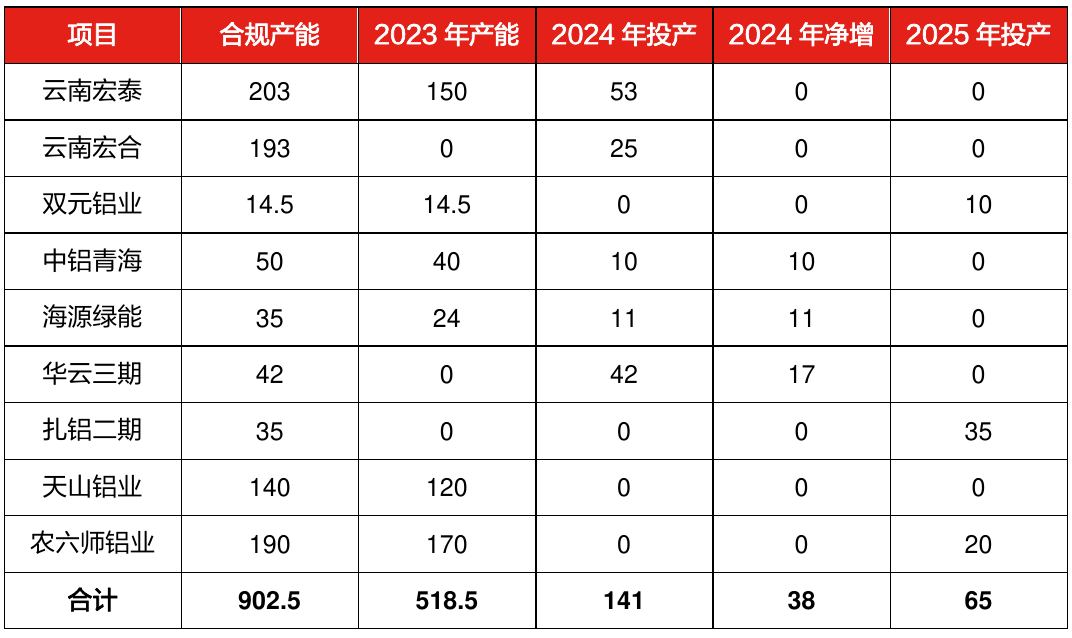 项目 合规产能 2023 年产能 2024 年投产 2024 年净增 2025 年投产
云南宏泰 203 150 53 0 0
云南宏合 193 0 25 0 0
双元铝业 14.5 14.5 0 0 10
中铝青海 50 40 10 10 0
海源绿能 35 24 11 11 0
华云三期 42 0 42 17 0
扎铝二期 35 0 0 0 35
天山铝业 140 120 0 0 0
农六师铝业 190 170 0 0 20
合计 902.5 518.5 141 38 65